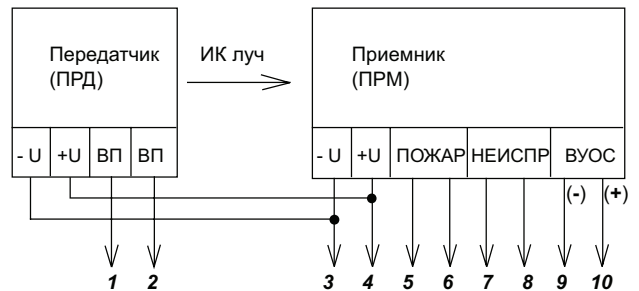 Передатчик
(ПРД)
ИК луч
Приемник
(ПРМ)
- U +U ВП ВП
- U +U ПОЖАР НЕИСПР ВУОС
(-) (+)
1 2 3 4 5 6 7 8 9 10